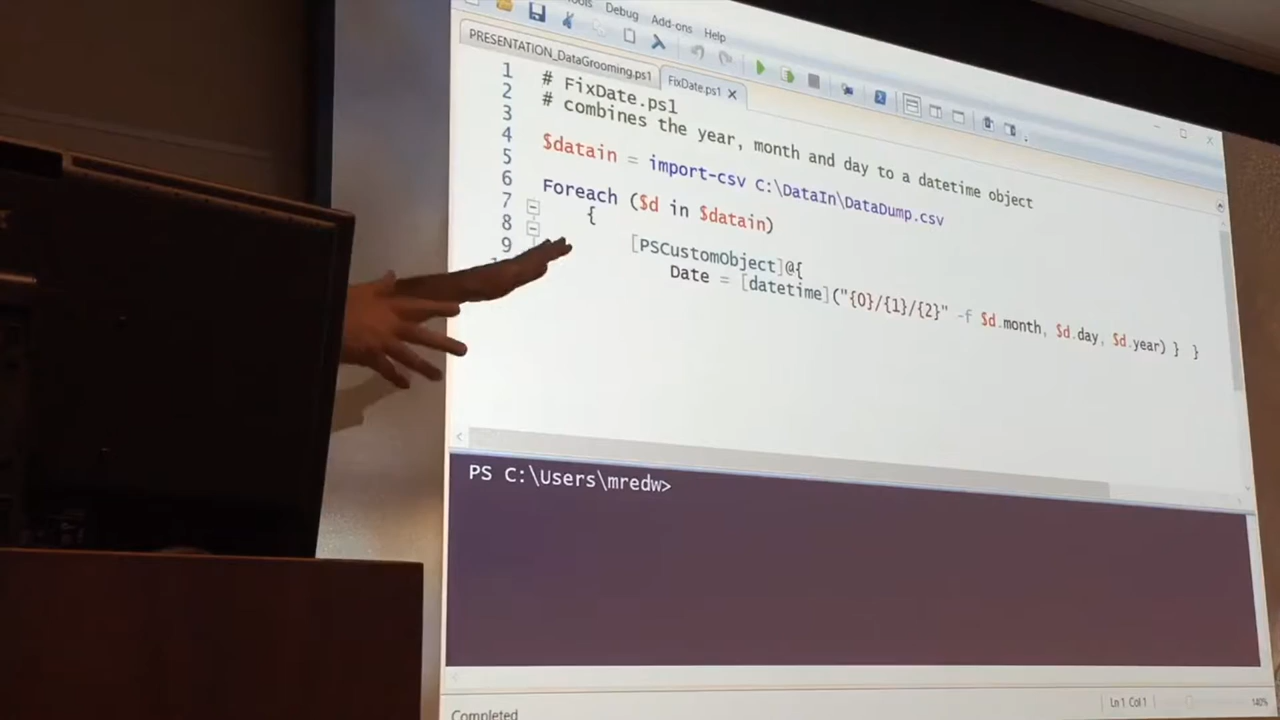 Debug Add-ons Help
PRESENTATION_DataGrooming.ps1 FixDate.ps1
1 # FixDate.ps1
2 # combines the year, month and day to a datetime object
3
4 $datain = import-csv C:\DataIn\DataDump.csv
5
6 Foreach ($d in $datain)
7 {
8 [PSCustomObject]@{
9 Date = [datetime]("{0}/{1}/{2}" -f $d.month, $d.day, $d.year) } }
PS C:\Users\mredw>
Completed Ln 1 Col 1 140%